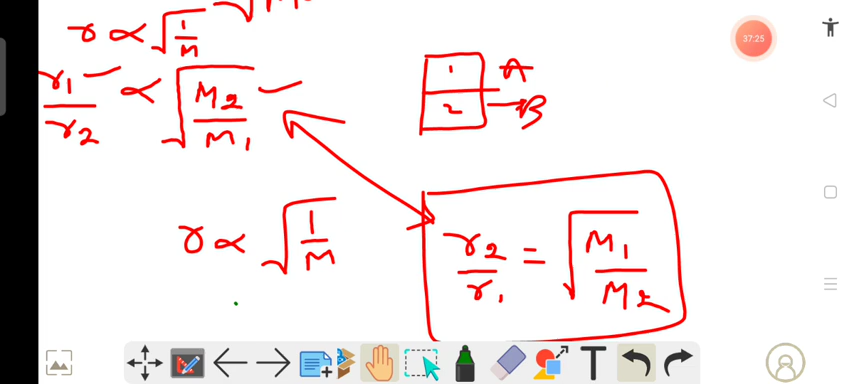 r ∝ √(1/M)
r₁/r₂ ∝ √(M₂/M₁)
1 A
2 B
r ∝ √(1/M)
r₂/r₁ = √(M₁/M₂)
37:25
T